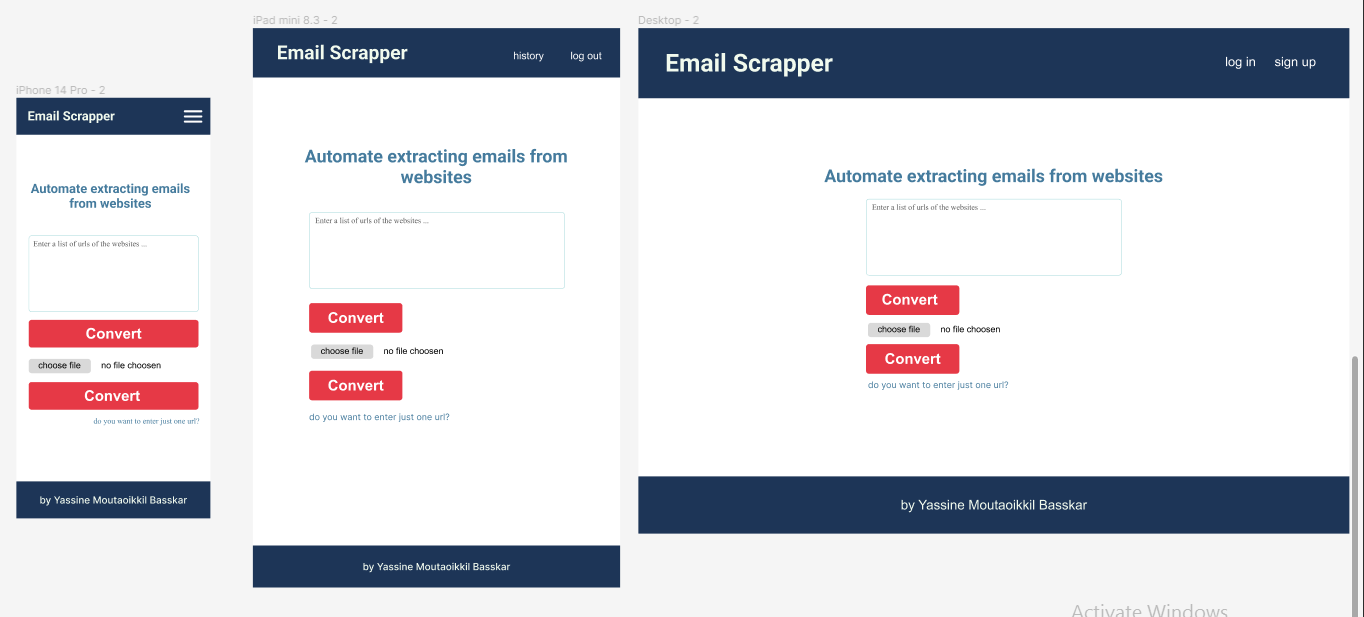 iPhone 14 Pro - 2
Email Scrapper
Automate extracting emails
from websites
Enter a list of urls of the websites ...
Convert
choose file no file choosen
Convert
do you want to enter just one url?
by Yassine Moutaoikkil Basskar
iPad mini 8.3 - 2
Email Scrapper history log out
Automate extracting emails from
websites
Enter a list of urls of the websites ...
Convert
choose file no file choosen
Convert
do you want to enter just one url?
by Yassine Moutaoikkil Basskar
Desktop - 2
Email Scrapper log in sign up
Automate extracting emails from websites
Enter a list of urls of the websites ...
Convert
choose file no file choosen
Convert
do you want to enter just one url?
by Yassine Moutaoikkil Basskar
Activate Windows